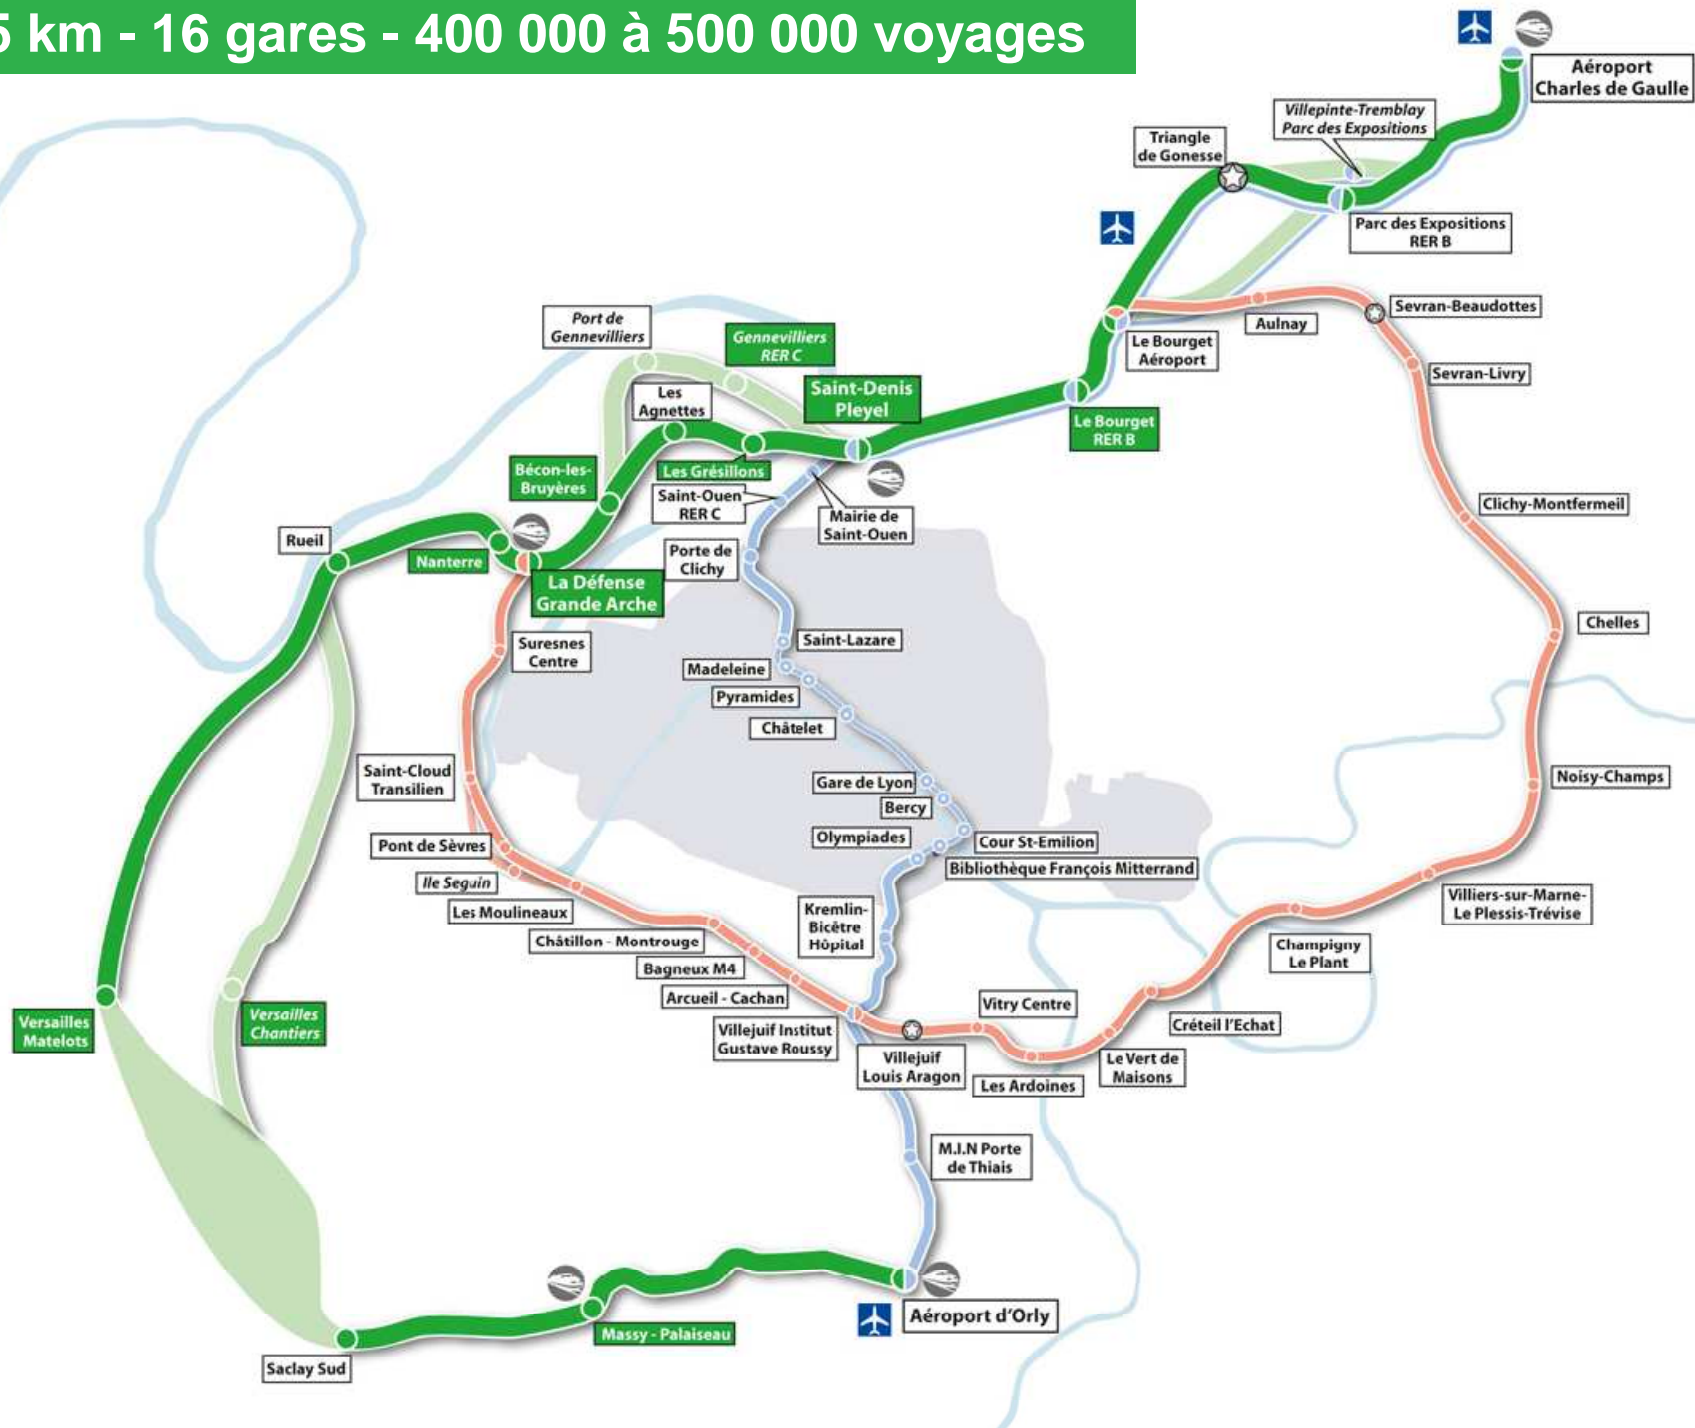 5 km - 16 gares - 400 000 à 500 000 voyages
Aéroport
Charles de Gaulle
Villepinte-Tremblay
Parc des Expositions
Triangle
de Gonesse
Parc des Expositions
RER B
Sevran-Beaudottes
Aulnay
Le Bourget
Aéroport
Sevran-Livry
Port de
Gennevilliers
Gennevilliers
RER C
Saint-Denis
Pleyel
Les
Agnettes
Le Bourget
RER B
Bécon-les-
Bruyères
Les Grésillons
Saint-Ouen
RER C
Mairie de
Saint-Ouen
Clichy-Montfermeil
Rueil
Nanterre
Porte de
Clichy
La Défense
Grande Arche
Chelles
Suresnes
Centre
Saint-Lazare
Madeleine
Pyramides
Châtelet
Saint-Cloud
Transilien
Gare de Lyon
Noisy-Champs
Bercy
Olympiades
Pont de Sèvres
Cour St-Emilion
Bibliothèque François Mitterrand
Ile Seguin
Les Moulineaux
Villiers-sur-Marne-
Le Plessis-Trévise
Kremlin-
Bicêtre
Hôpital
Châtillon - Montrouge
Champigny
Le Plant
Bagneux M4
Arcueil - Cachan
Vitry Centre
Versailles
Matelots
Versailles
Chantiers
Villejuif Institut
Gustave Roussy
Créteil l'Echat
Villejuif
Louis Aragon
Le Vert de
Maisons
Les Ardoines
M.I.N Porte
de Thiais
Aéroport d'Orly
Massy - Palaiseau
Saclay Sud